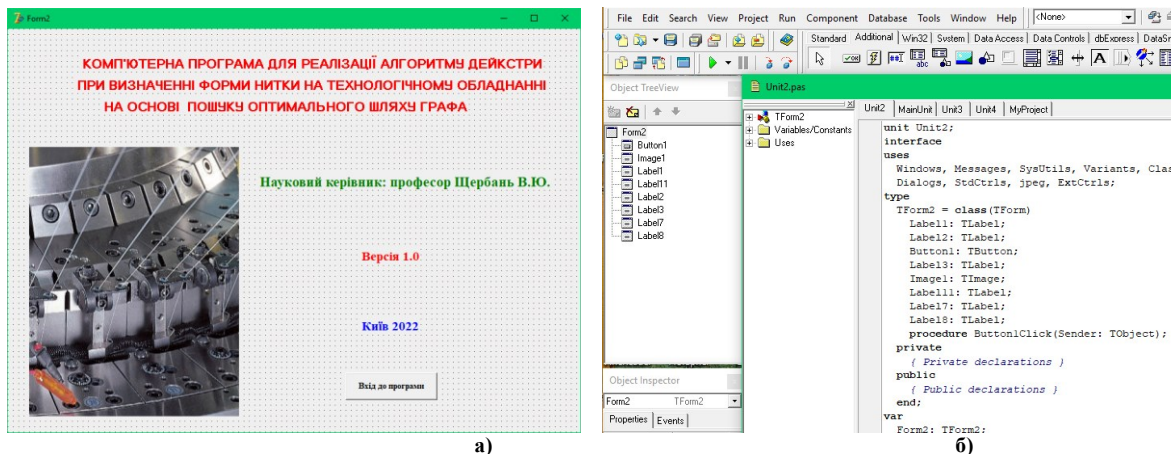 Form2
КОМП'ЮТЕРНА ПРОГРАМА ДЛЯ РЕАЛІЗАЦІЇ АЛГОРИТМУ ДЕЙКСТРИ
ПРИ ВИЗНАЧЕННІ ФОРМИ НИТКИ НА ТЕХНОЛОГІЧНОМУ ОБЛАДНАННІ
НА ОСНОВІ ПОШУКУ ОПТИМАЛЬНОГО ШЛЯХУ ГРАФА
Науковий керівник: професор Щербань В.Ю.
Версія 1.0
Київ 2022
Вхід до програми
а)
File Edit Search View Project Run Component Database Tools Window Help <None>
Standard Additional Win32 System Data Access Data Controls dbExpress DataSn
Object TreeView
Form2
Button1
Image1
Label1
Label11
Label2
Label3
Label7
Label8
Object Inspector
Form2 TForm2
Properties Events
Unit2.pas
TForm2
Variables/Constants
Uses
Unit2 MainUnit Unit3 Unit4 MyProject
unit Unit2;
interface
uses
Windows, Messages, SysUtils, Variants, Clas
Dialogs, StdCtrls, jpeg, ExtCtrls;
type
TForm2 = class(TForm)
Label1: TLabel;
Label2: TLabel;
Button1: TButton;
Label3: TLabel;
Image1: TImage;
Label11: TLabel;
Label7: TLabel;
Label8: TLabel;
procedure Button1Click(Sender: TObject);
private
{ Private declarations }
public
{ Public declarations }
end;
var
Form2: TForm2;
б)